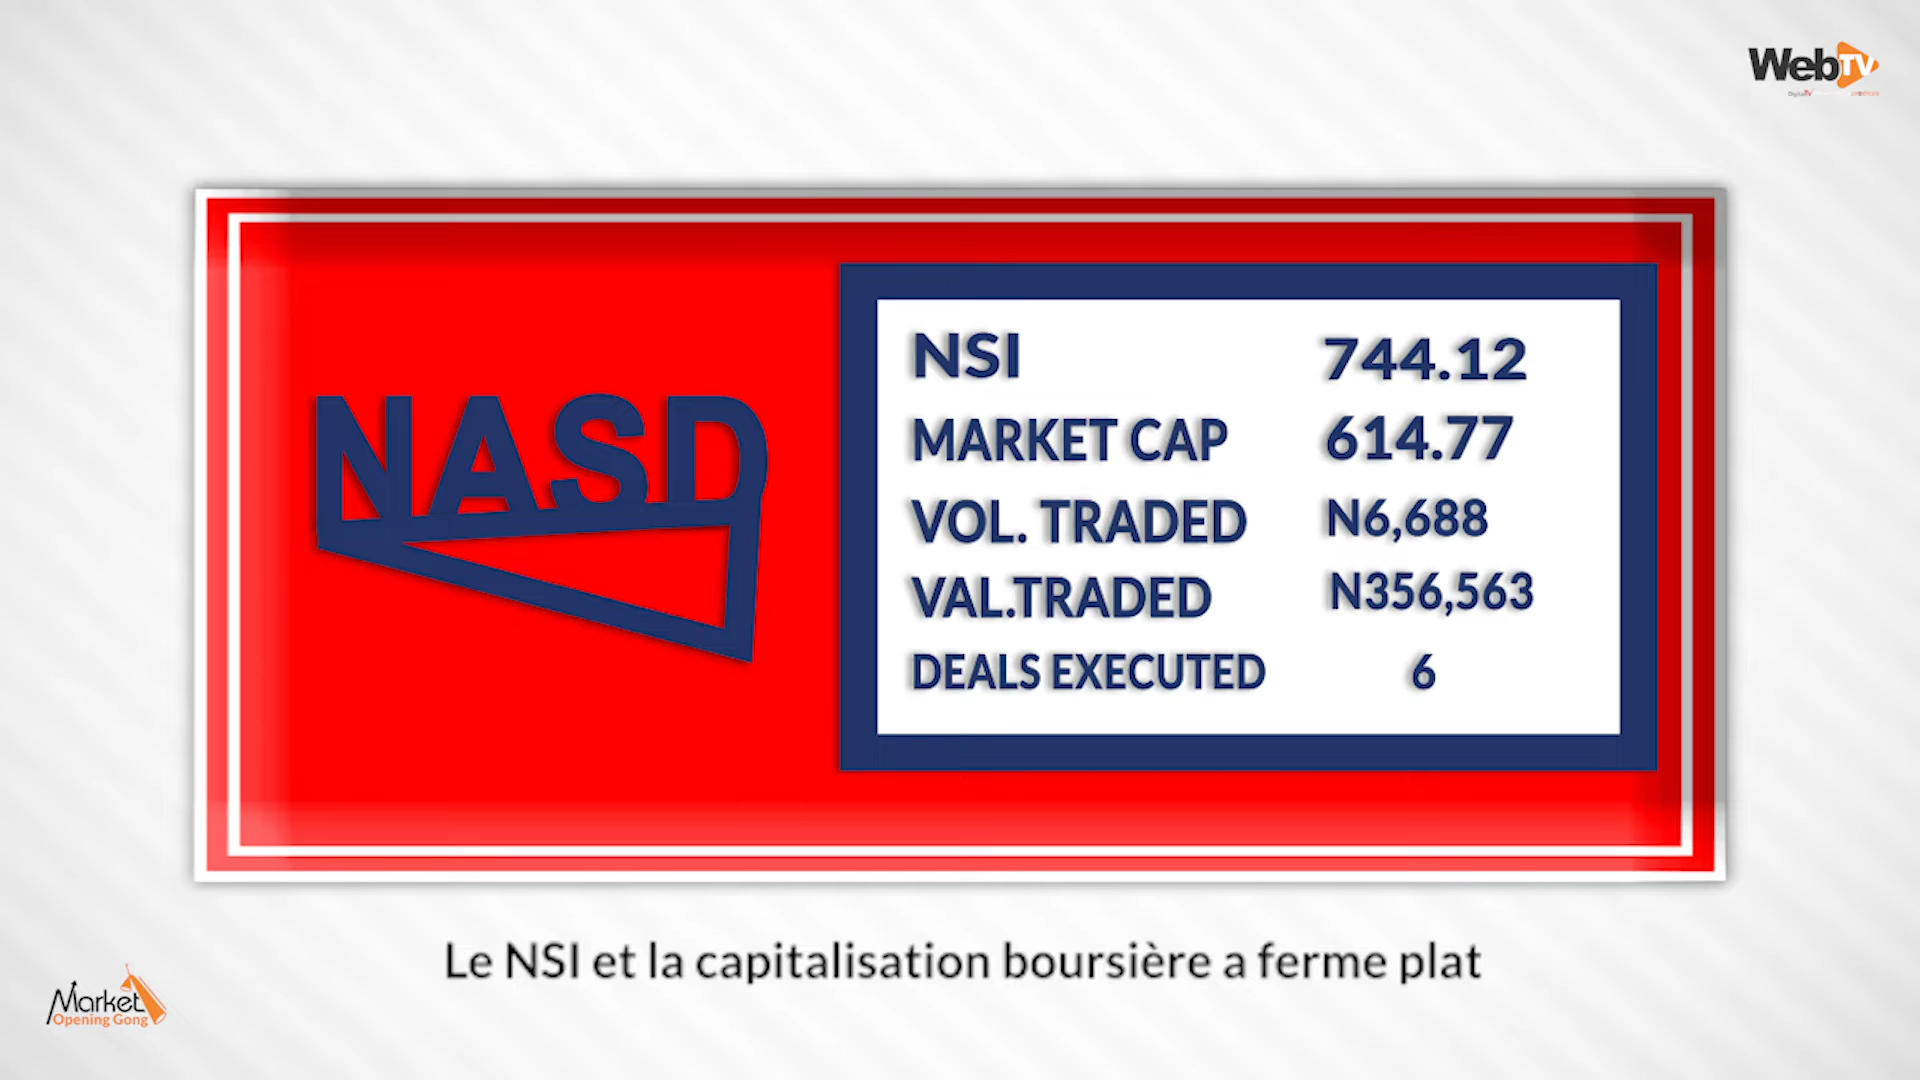 WebTV
NASD
NSI 744.12
MARKET CAP 614.77
VOL. TRADED N6,688
VAL.TRADED N356,563
DEALS EXECUTED 6
Le NSI et la capitalisation boursière a ferme plat
Market
Opening Gong